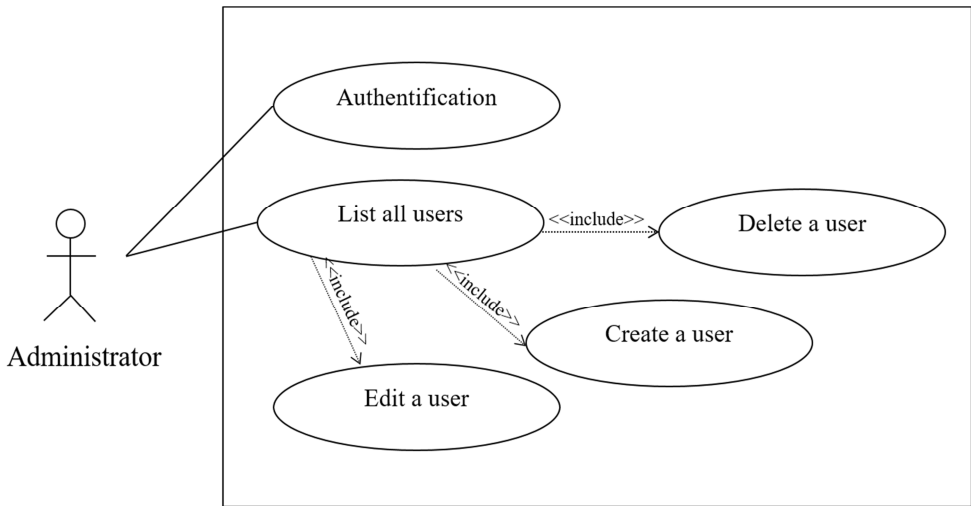 Authentification
List all users
<<include>>
Delete a user
<<include>>
<<include>>
Create a user
Administrator
Edit a user